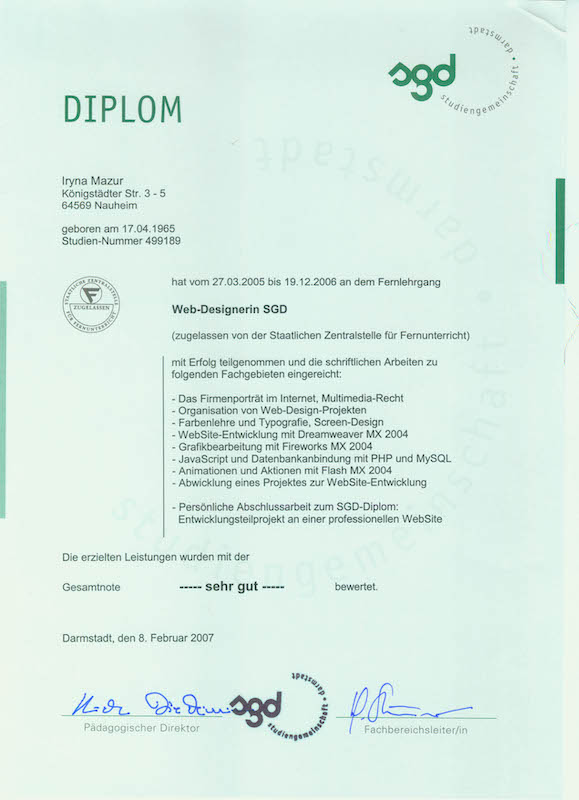 sgd
studiengemeinschaft • darmstadt
DIPLOM
Iryna Mazur
Königstädter Str. 3 - 5
64569 Nauheim
geboren am 17.04.1965
Studien-Nummer 499189
STAATLICHE ZENTRALSTELLE
ZUGELASSEN
FÜR FERNUNTERRICHT
hat vom 27.03.2005 bis 19.12.2006 an dem Fernlehrgang
Web-Designerin SGD
(zugelassen von der Staatlichen Zentralstelle für Fernunterricht)
mit Erfolg teilgenommen und die schriftlichen Arbeiten zu
folgenden Fachgebieten eingereicht:
- Das Firmenporträt im Internet, Multimedia-Recht
- Organisation von Web-Design-Projekten
- Farbenlehre und Typografie, Screen-Design
- WebSite-Entwicklung mit Dreamweaver MX 2004
- Grafikbearbeitung mit Fireworks MX 2004
- JavaScript und Datenbankanbindung mit PHP und MySQL
- Animationen und Aktionen mit Flash MX 2004
- Abwicklung eines Projektes zur WebSite-Entwicklung
- Persönliche Abschlussarbeit zum SGD-Diplom:
Entwicklungsteilprojekt an einer professionellen WebSite
studiengemeinschaft • darmstadt
Die erzielten Leistungen wurden mit der
Gesamtnote ----- sehr gut ----- bewertet.
Darmstadt, den 8. Februar 2007
sgd
studiengemeinschaft • darmstadt
Pädagogischer Direktor
Fachbereichsleiter/in